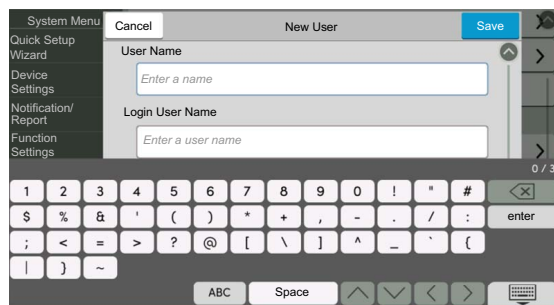 System Menu
Cancel
New User
Save
Quick Setup
Wizard
Device
Settings
Notification/
Report
Function
Settings
User Name
Enter a name
Login User Name
Enter a user name
0 / 3
1 2 3 4 5 6 7 8 9 0 ! " #
$ % & ' ( ) * + , - . / : enter
; < = > ? @ [ \ ] ^ _ ` {
| } ~
ABC Space